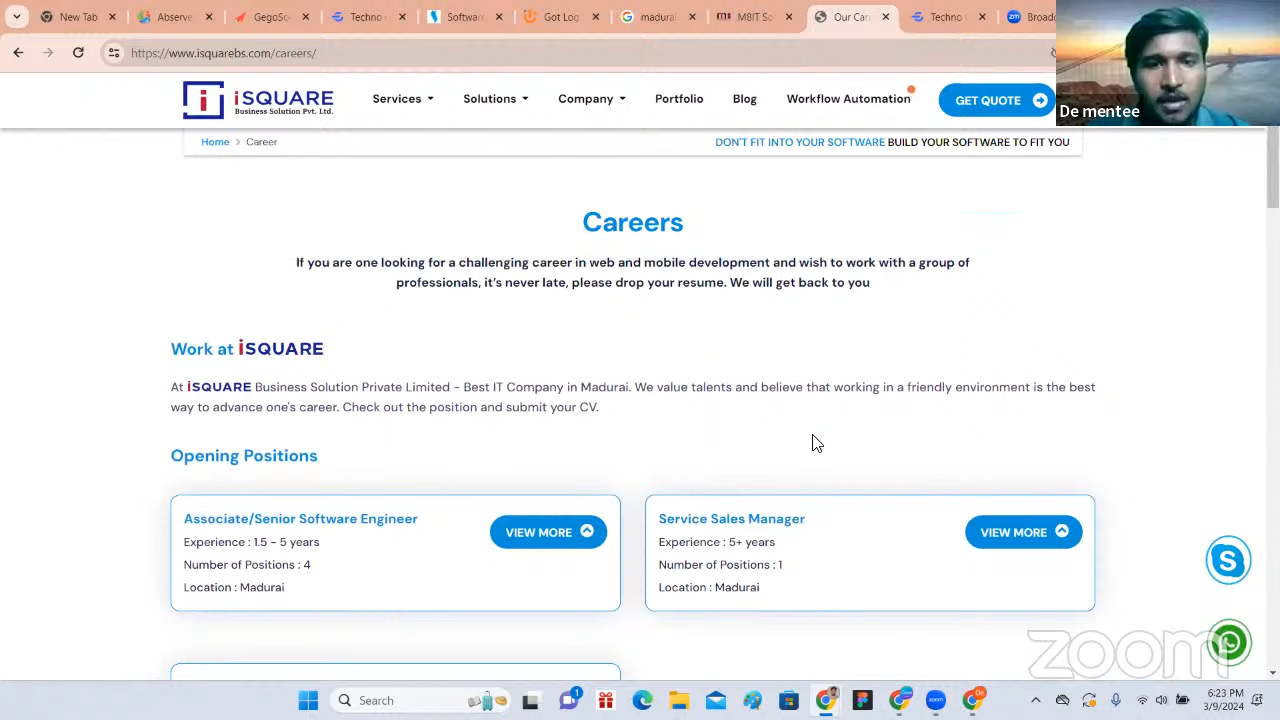 New
Absen
iGeoSo
Techno
Software
Got Log
madurai
MBIT So
Our Car
Techno
Broad
https://www.isquarebs.com/careers/
iSQUARE
Business Solution Pvt. Ltd.
Services
Solutions
Company
Portfolio
Blog
Workflow Automation
GET QUOTE
De mentee
Home > Career
DON'T FIT INTO YOUR SOFTWARE BUILD YOUR SOFTWARE TO FIT YOU
Careers
If you are one looking for a challenging career in web and mobile development and wish to work with a group of
professionals, it's never late, please drop your resume. We will get back to you
Work at iSQUARE
At iSQUARE Business Solution Private Limited - Best IT Company in Madurai. We value talents and believe that working in a friendly environment is the best
way to advance one's career. Check out the position and submit your CV.
Opening Positions
Associate/Senior Software Engineer
VIEW MORE
Experience : 1.5 - 5 years
Number of Positions : 4
Location : Madurai
Service Sales Manager
VIEW MORE
Experience : 5+ years
Number of Positions : 1
Location : Madurai
zoom
Search
6:23 PM
3/9/2024